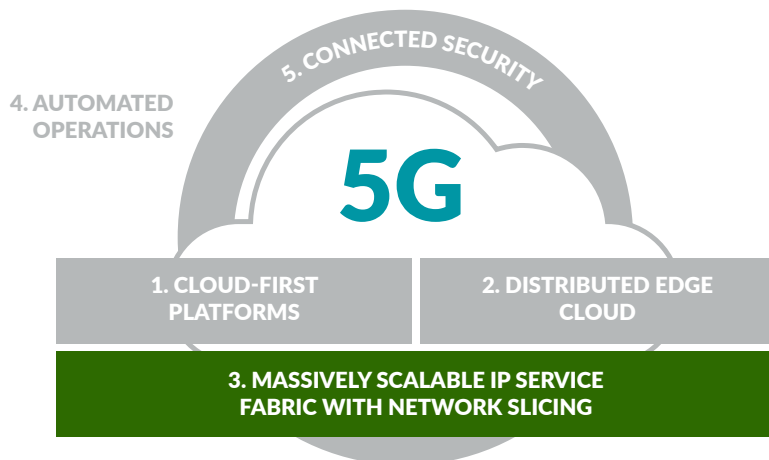 5. CONNECTED SECURITY
4. AUTOMATED
OPERATIONS
5G
1. CLOUD-FIRST
PLATFORMS
2. DISTRIBUTED EDGE
CLOUD
3. MASSIVELY SCALABLE IP SERVICE
FABRIC WITH NETWORK SLICING